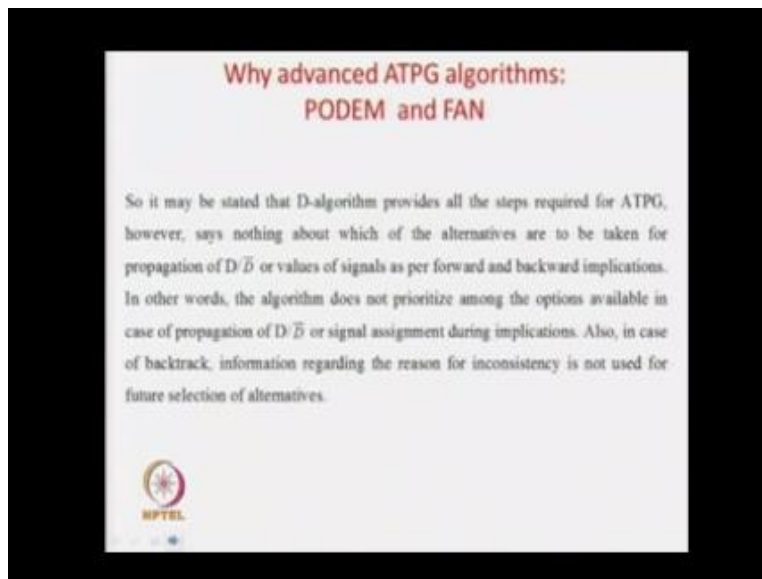 Why advanced ATPG algorithms:
PODEM and FAN
So it may be stated that D-algorithm provides all the steps required for ATPG,
however, says nothing about which of the alternatives are to be taken for
propagation of D/D̅ or values of signals as per forward and backward implications.
In other words, the algorithm does not prioritize among the options available in
case of propagation of D/D̅ or signal assignment during implications. Also, in case
of backtrack, information regarding the reason for inconsistency is not used for
future selection of alternatives.
NPTEL